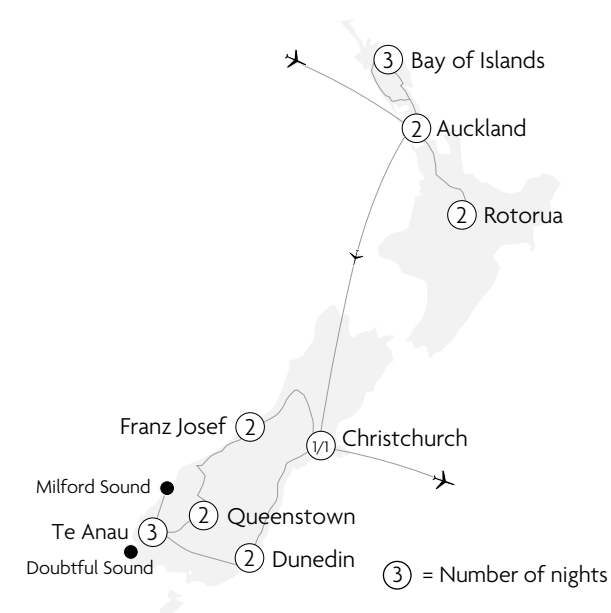 3 Bay of Islands
2 Auckland
2 Rotorua
Franz Josef 2
1/1 Christchurch
Milford Sound
2 Queenstown
Te Anau 3
2 Dunedin
Doubtful Sound
3 = Number of nights